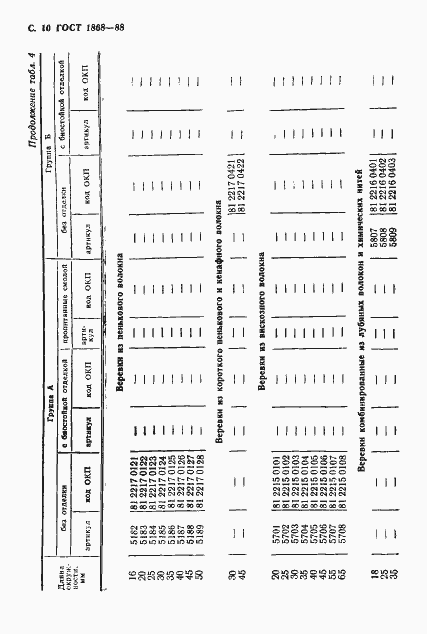 С. 10 ГОСТ 1868—88
Продолжение табл. 4
Длина окруж- ности, мм | Группа А | Группа Б
без отделки | с биостойкой отделкой | пропитанные смолой | без отделки | с биостойкой отделкой
артикул | код ОКП | артикул | код ОКП | арти- кул | код ОКП | артикул | код ОКП | артикул | код ОКП
Веревки из пенькового волокна
16 | 5182 | 81 2217 0121 | — | — | — | — | — | — | — | —
20 | 5183 | 81 2217 0122 | — | — | — | — | — | — | — | —
25 | 5184 | 81 2217 0123 | — | — | — | — | — | — | — | —
30 | 5185 | 81 2217 0124 | — | — | — | — | — | — | — | —
35 | 5186 | 81 2217 0125 | — | — | — | — | — | — | — | —
40 | 5187 | 81 2217 0126 | — | — | — | — | — | — | — | —
45 | 5188 | 81 2217 0127 | — | — | — | — | — | — | — | —
50 | 5189 | 81 2217 0128 | — | — | — | — | — | — | — | —
Веревки из короткого пенькового и кенафного волокна
30 | — | — | — | — | — | — | — | 81 2217 0421 | — | —
45 | — | — | — | — | — | — | — | 81 2217 0422 | — | —
Веревки из вискозного волокна
20 | 5701 | 81 2215 0101 | — | — | — | — | — | — | — | —
25 | 5702 | 81 2215 0102 | — | — | — | — | — | — | — | —
30 | 5703 | 81 2215 0103 | — | — | — | — | — | — | — | —
35 | 5704 | 81 2215 0104 | — | — | — | — | — | — | — | —
40 | 5705 | 81 2215 0105 | — | — | — | — | — | — | — | —
45 | 5706 | 81 2215 0106 | — | — | — | — | — | — | — | —
55 | 5707 | 81 2215 0107 | — | — | — | — | — | — | — | —
65 | 5708 | 81 2215 0108 | — | — | — | — | — | — | — | —
Веревки комбинированные из лубяных волокон и химических нитей
18 | — | — | — | — | — | — | 5807 | 81 2216 0401 | — | —
25 | — | — | — | — | — | — | 5808 | 81 2216 0402 | — | —
35 | — | — | — | — | — | — | 5809 | 81 2216 0403 | — | —